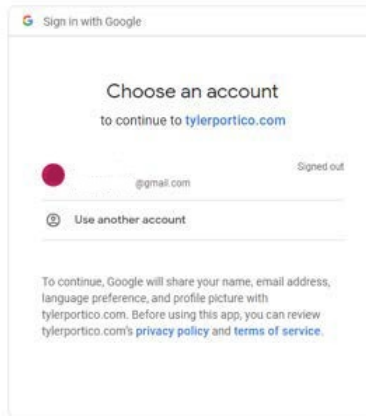 Sign in with Google
Choose an account
to continue to tylerportico.com
Signed out
@gmail.com
Use another account
To continue, Google will share your name, email address,
language preference, and profile picture with
tylerportico.com. Before using this app, you can review
tylerportico.com's privacy policy and terms of service.